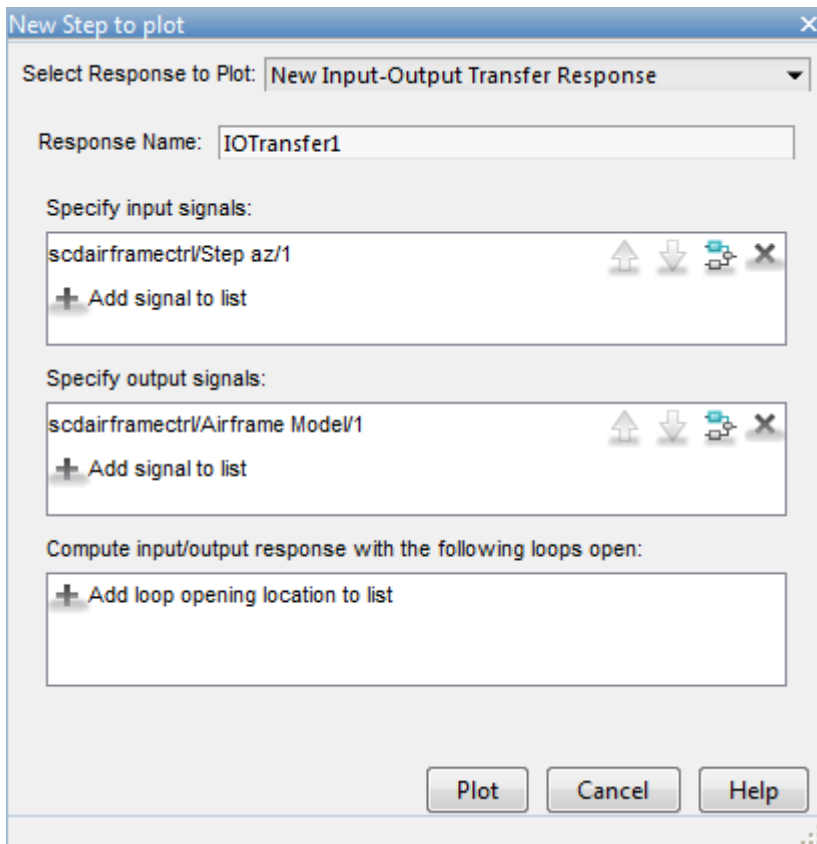 New Step to plot
Select Response to Plot: New Input-Output Transfer Response
Response Name: IOTransfer1
Specify input signals:
scdairframectrl/Step az/1
Add signal to list
Specify output signals:
scdairframectrl/Airframe Model/1
Add signal to list
Compute input/output response with the following loops open:
Add loop opening location to list
Plot Cancel Help